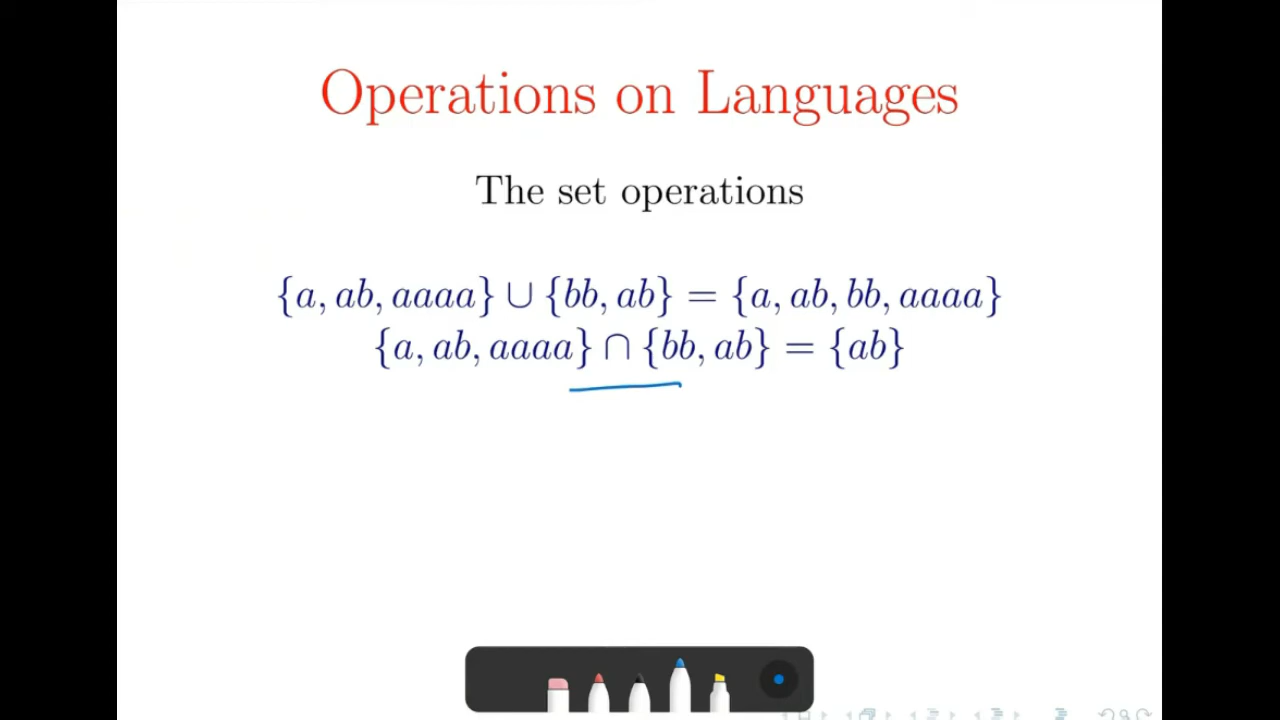 Operations on Languages
The set operations
{a, ab, aaaa} ∪ {bb, ab} = {a, ab, bb, aaaa}
{a, ab, aaaa} ∩ {bb, ab} = {ab}